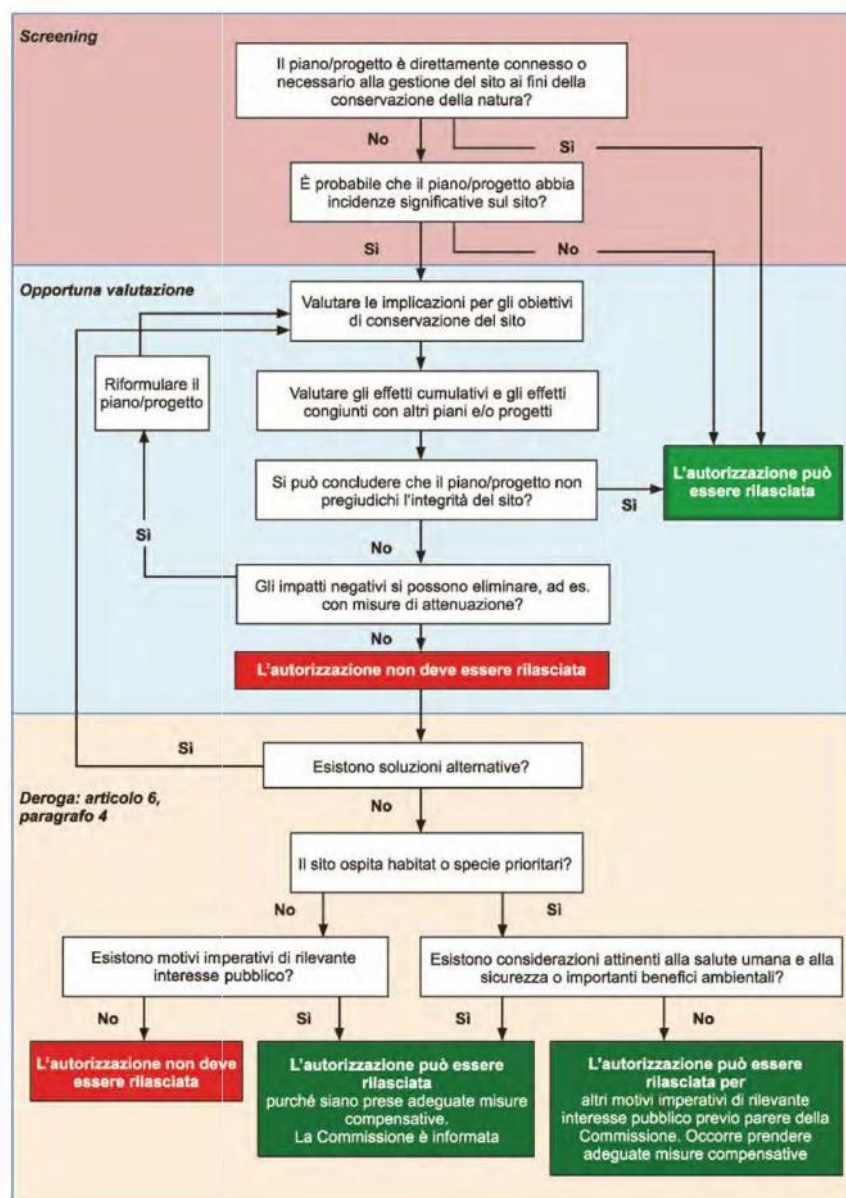 Screening
Il piano/progetto è direttamente connesso o
necessario alla gestione del sito ai fini della
conservazione della natura?
No
Sì
È probabile che il piano/progetto abbia
incidenze significative sul sito?
Sì
No
Opportuna valutazione
Valutare le implicazioni per gli obiettivi
di conservazione del sito
Riformulare il
piano/progetto
Valutare gli effetti cumulativi e gli effetti
congiunti con altri piani e/o progetti
L'autorizzazione può
essere rilasciata
Si può concludere che il piano/progetto non
pregiudichi l'integrità del sito?
Sì
Sì
No
Gli impatti negativi si possono eliminare, ad es.
con misure di attenuazione?
No
L'autorizzazione non deve essere rilasciata
Sì
Esistono soluzioni alternative?
Deroga: articolo 6,
paragrafo 4
No
Il sito ospita habitat o specie prioritari?
No
Sì
Esistono motivi imperativi di rilevante
interesse pubblico?
Esistono considerazioni attinenti alla salute umana e alla
sicurezza o importanti benefici ambientali?
No
Sì
Sì
No
L'autorizzazione non deve
essere rilasciata
L'autorizzazione può essere
rilasciata
purché siano prese adeguate misure
compensative.
La Commissione è informata
L'autorizzazione può essere
rilasciata per
altri motivi imperativi di rilevante
interesse pubblico previo parere della
Commissione. Occorre prendere
adeguate misure compensative